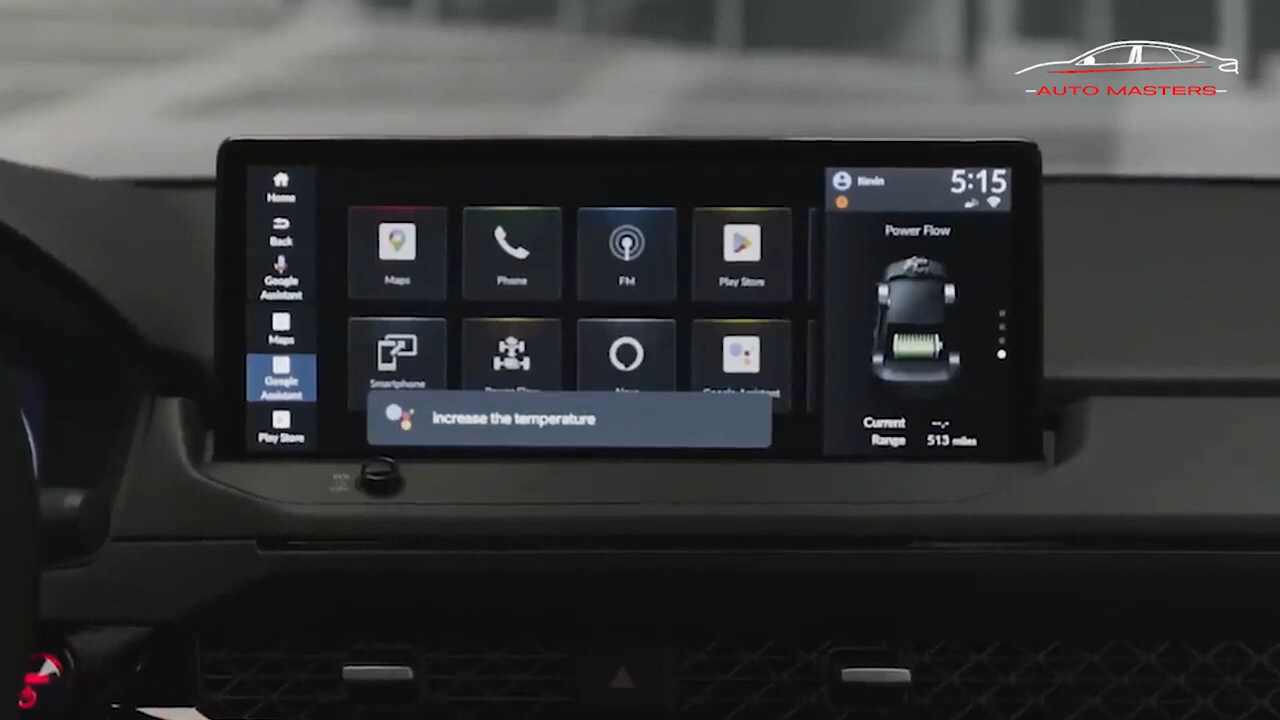 AUTO MASTERS
Home
Back
Google
Assistant
Maps
Google
Assistant
Play Store
Maps
Phone
FM
Play Store
Smartphone
Power Flow
Google Assistant
Increase the temperature
Kevin
5:15
Power Flow
Current --.-
Range 513 miles